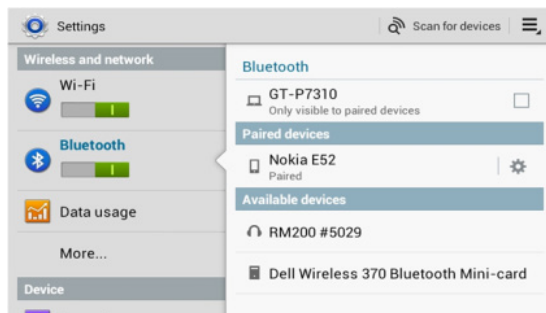 Settings
Scan for devices
Wireless and network
Wi-Fi
Bluetooth
Data usage
More...
Device
Bluetooth
GT-P7310
Only visible to paired devices
Paired devices
Nokia E52
Paired
Available devices
RM200 #5029
Dell Wireless 370 Bluetooth Mini-card